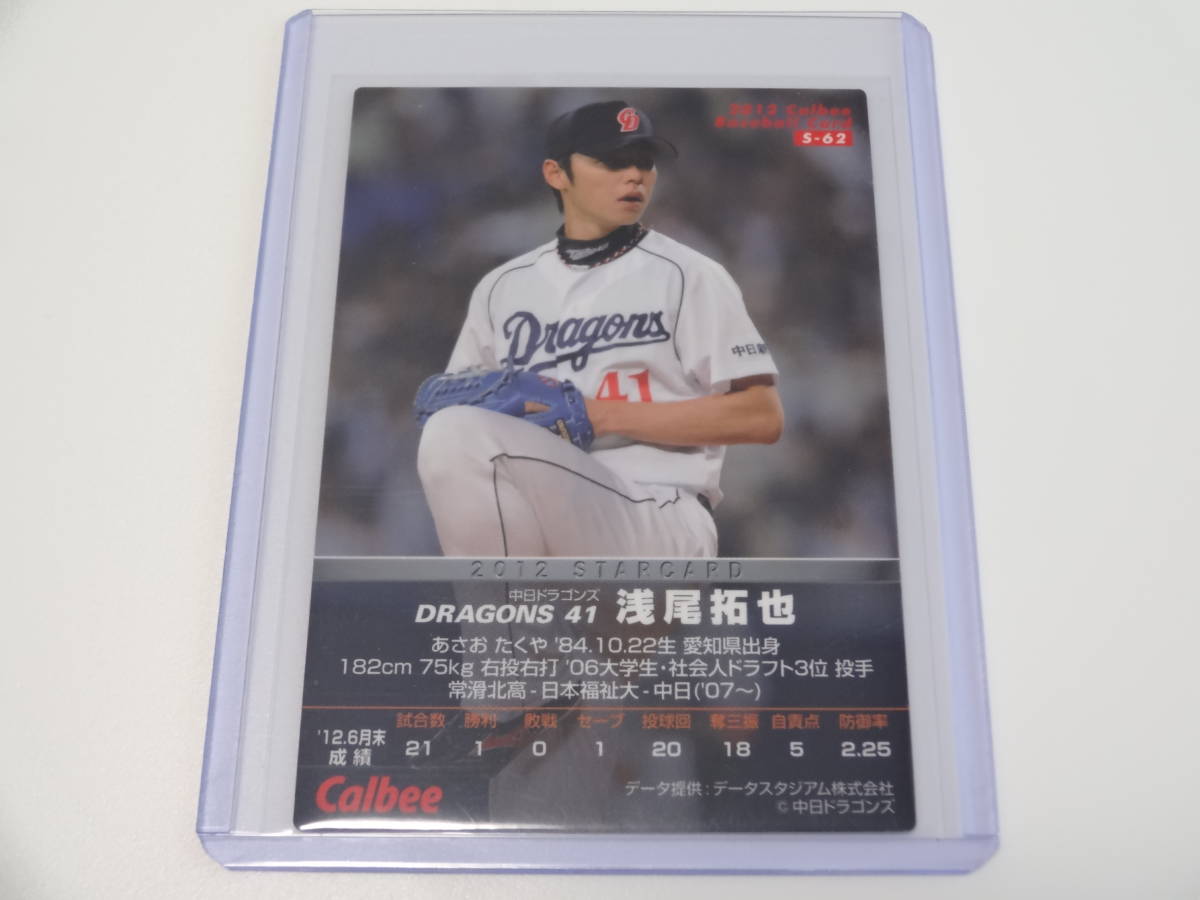 2012 Calbee
Baseball Card
S-62
CD
Dragons
41
中日新
2012 STARCARD
中日ドラゴンズ
DRAGONS 41 浅尾拓也
あさお たくや '84.10.22生 愛知県出身
182cm 75kg 右投右打 '06大学生・社会人ドラフト3位 投手
常滑北高-日本福祉大-中日('07～)
試合数 勝利 敗戦 セーブ 投球回 奪三振 自責点 防御率
'12.6月末
成績
21 1 0 1 20 18 5 2.25
Calbee
データ提供:データスタジアム株式会社
©中日ドラゴンズ